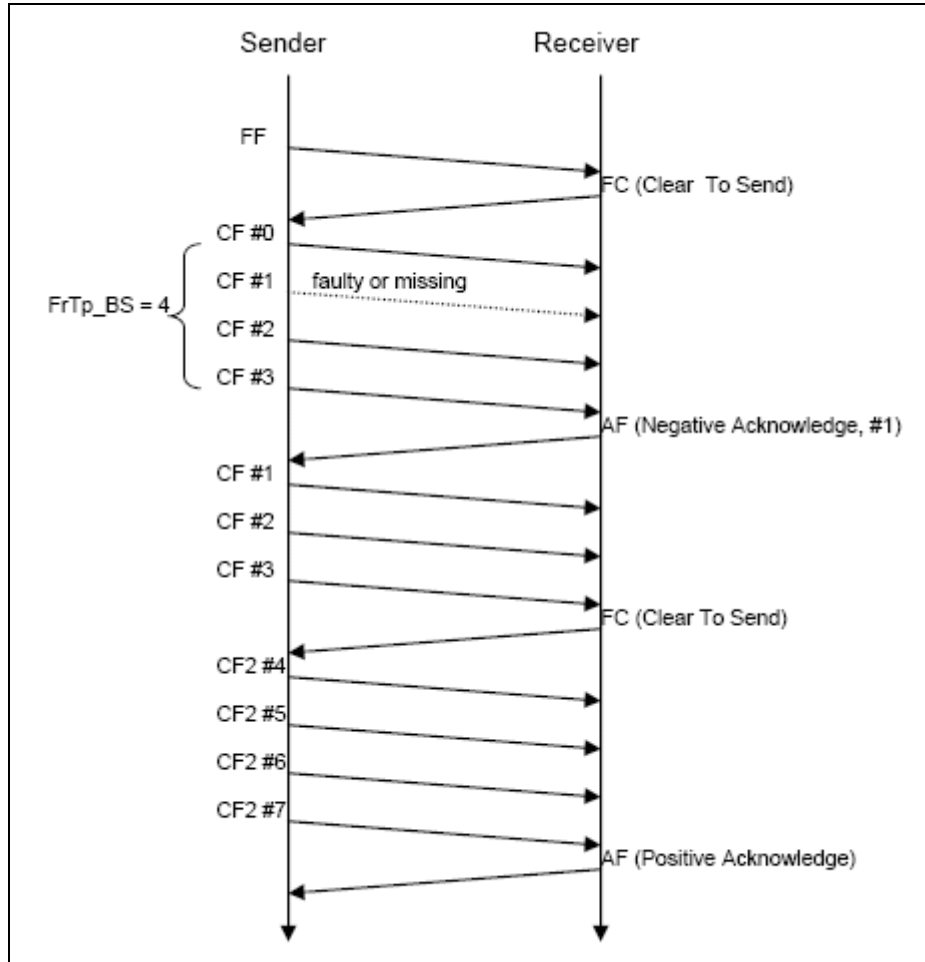 Sender Receiver
FF
FC (Clear To Send)
CF #0
CF #1 faulty or missing
FrTp_BS = 4
CF #2
CF #3
AF (Negative Acknowledge, #1)
CF #1
CF #2
CF #3
FC (Clear To Send)
CF2 #4
CF2 #5
CF2 #6
CF2 #7
AF (Positive Acknowledge)